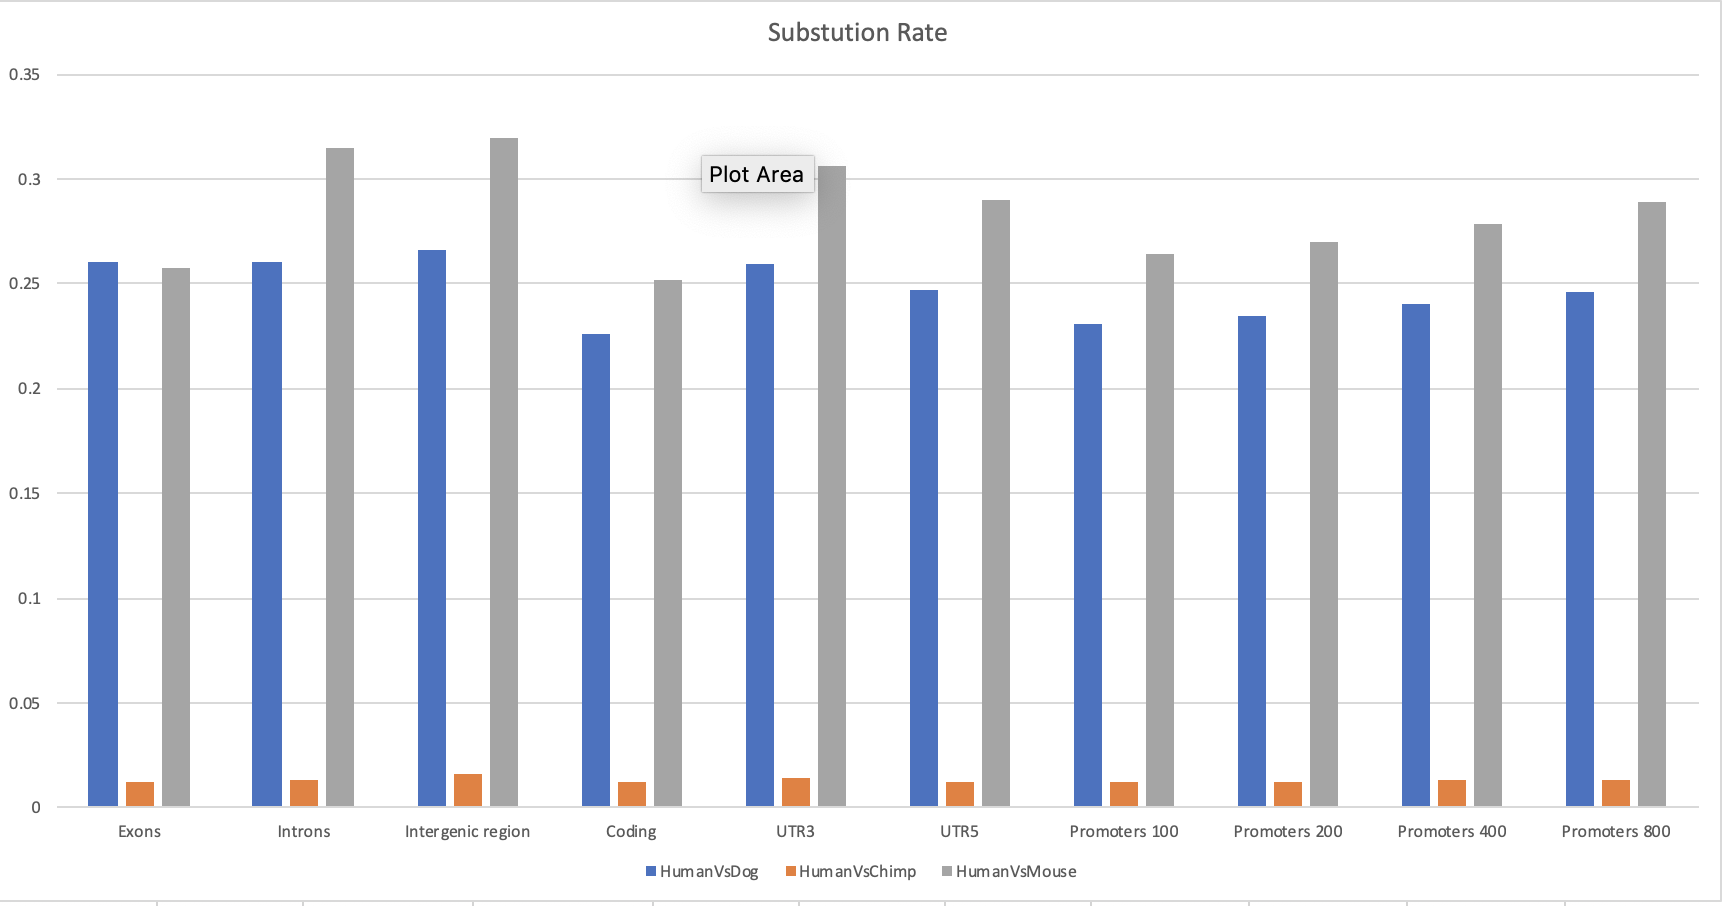 Substution Rate
0.35
0.3
0.25
0.2
0.15
0.1
0.05
0
Plot Area
Exons Introns Intergenic region Coding UTR3 UTR5 Promoters 100 Promoters 200 Promoters 400 Promoters 800
HumanVsDog HumanVsChimp HumanVsMouse